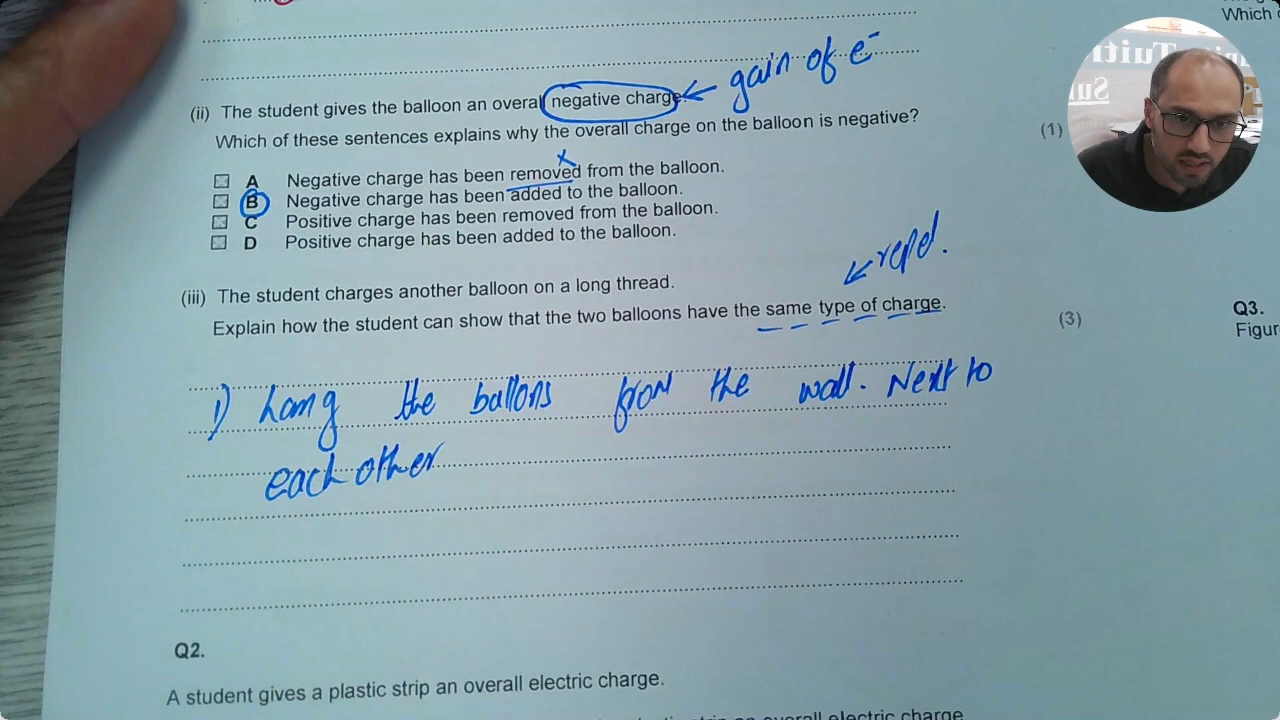 Which
(ii) The student gives the balloon an overall negative charge. ← gain of e⁻
Which of these sentences explains why the overall charge on the balloon is negative?
(1)
A Negative charge has been removed from the balloon.
B Negative charge has been added to the balloon.
C Positive charge has been removed from the balloon.
D Positive charge has been added to the balloon.
repel.
(iii) The student charges another balloon on a long thread.
Explain how the student can show that the two balloons have the same type of charge.
(3)
Q3.
Figur
1) hang the ballons from the wall. Next to
each other
Q2.
A student gives a plastic strip an overall electric charge.
overall electric charge